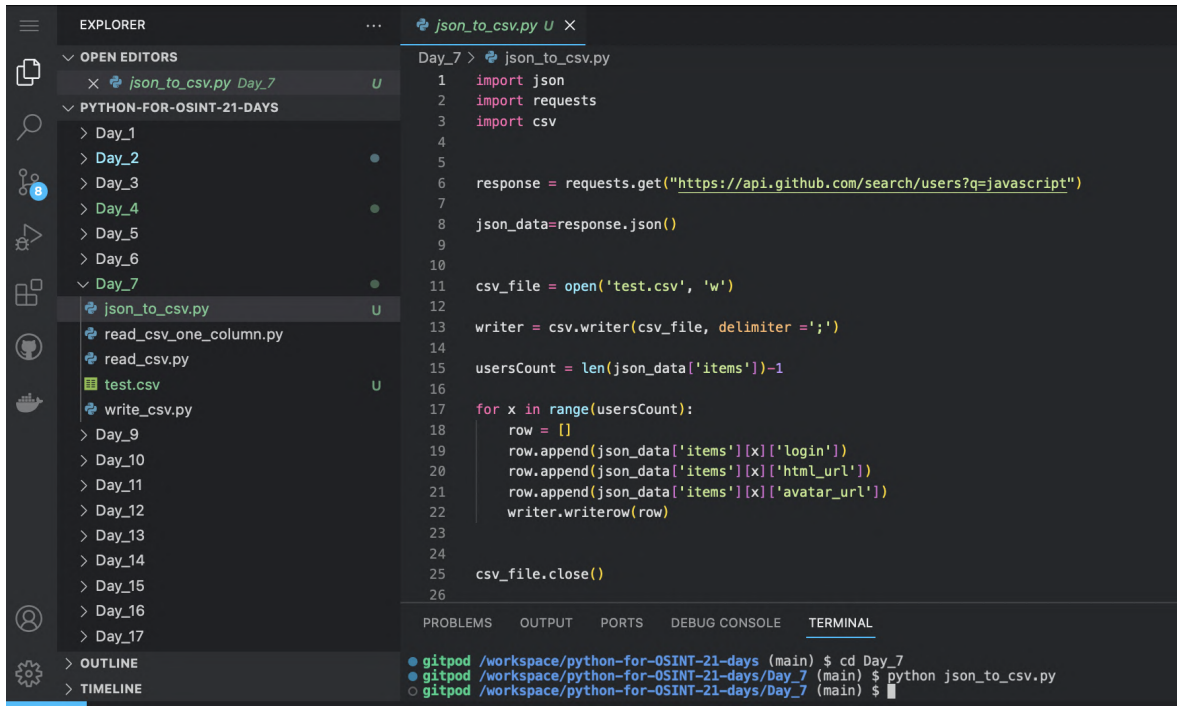 EXPLORER
OPEN EDITORS
json_to_csv.py Day_7 U
PYTHON-FOR-OSINT-21-DAYS
Day_1
Day_2
Day_3
Day_4
Day_5
Day_6
Day_7
json_to_csv.py U
read_csv_one_column.py
read_csv.py
test.csv U
write_csv.py
Day_9
Day_10
Day_11
Day_12
Day_13
Day_14
Day_15
Day_16
Day_17
OUTLINE
TIMELINE
8
json_to_csv.py U
Day_7 > json_to_csv.py
1 import json
2 import requests
3 import csv
4
5
6 response = requests.get("https://api.github.com/search/users?q=javascript")
7
8 json_data=response.json()
9
10
11 csv_file = open('test.csv', 'w')
12
13 writer = csv.writer(csv_file, delimiter =';')
14
15 usersCount = len(json_data['items'])-1
16
17 for x in range(usersCount):
18 row = []
19 row.append(json_data['items'][x]['login'])
20 row.append(json_data['items'][x]['html_url'])
21 row.append(json_data['items'][x]['avatar_url'])
22 writer.writerow(row)
23
24
25 csv_file.close()
26
PROBLEMS OUTPUT PORTS DEBUG CONSOLE TERMINAL
gitpod /workspace/python-for-OSINT-21-days (main) $ cd Day_7
gitpod /workspace/python-for-OSINT-21-days/Day_7 (main) $ python json_to_csv.py
gitpod /workspace/python-for-OSINT-21-days/Day_7 (main) $